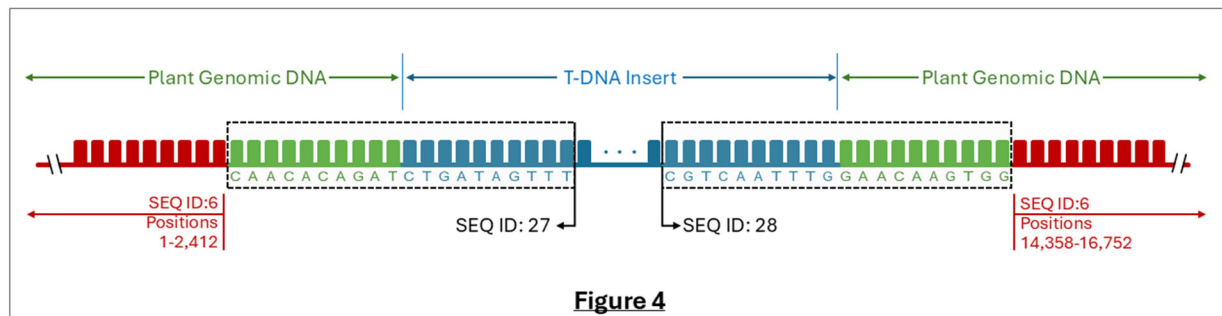 Plant Genomic DNA T-DNA Insert Plant Genomic DNA
C A A C A C A G A T C T G A T A G T T T C G T C A C A A T T T G G A A C A A G T G G
SEQ ID:6
Positions
1-2,412
SEQ ID: 27
SEQ ID: 28
SEQ ID:6
Positions
14,358-16,752
Figure 4